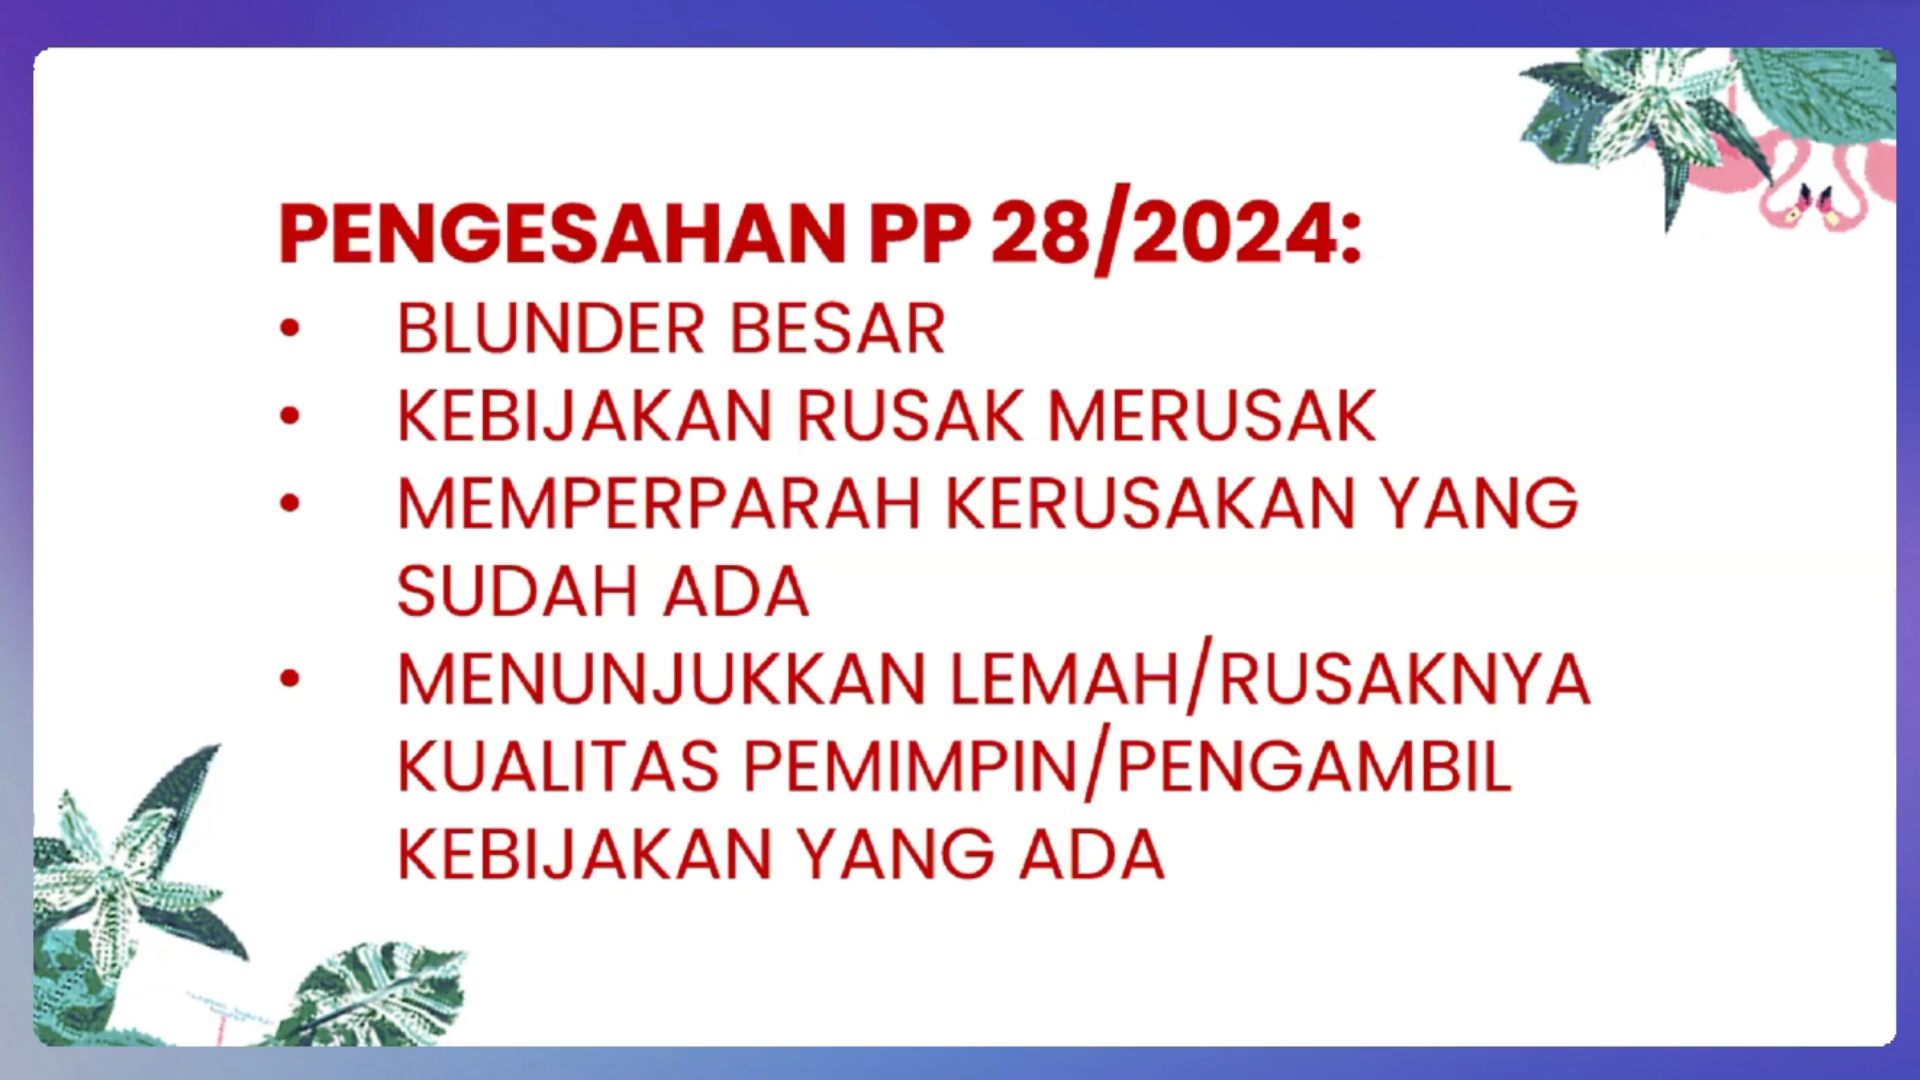 PENGESAHAN PP 28/2024:
• BLUNDER BESAR
• KEBIJAKAN RUSAK MERUSAK
• MEMPERPARAH KERUSAKAN YANG
SUDAH ADA
• MENUNJUKKAN LEMAH/RUSAKNYA
KUALITAS PEMIMPIN/PENGAMBIL
KEBIJAKAN YANG ADA